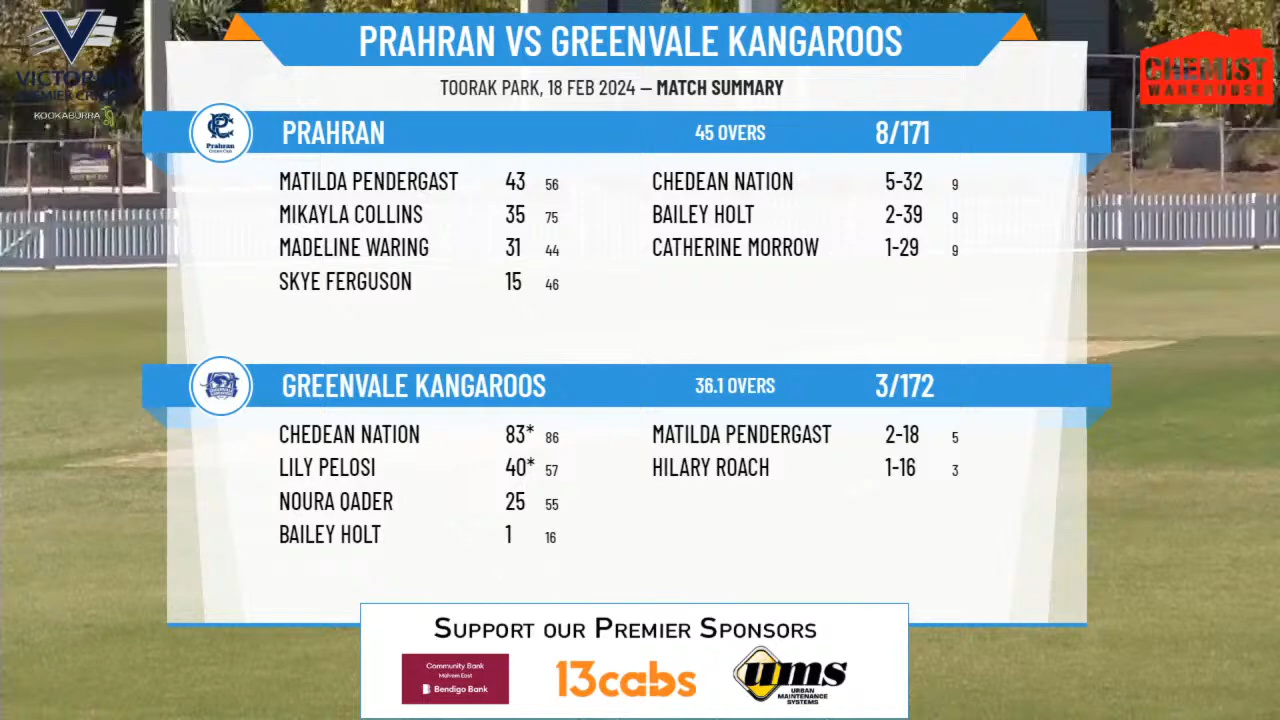 PRAHRAN VS GREENVALE KANGAROOS
VICTORIAN
PREMIER CRICKET
KOOKABURRA
CHEMIST
WAREHOUSE
TOORAK PARK, 18 FEB 2024 – MATCH SUMMARY
Prahran
PRAHRAN 45 OVERS 8/171
MATILDA PENDERGAST 43 56 CHEDEAN NATION 5-32 9
MIKAYLA COLLINS 35 75 BAILEY HOLT 2-39 9
MADELINE WARING 31 44 CATHERINE MORROW 1-29 9
SKYE FERGUSON 15 46
GREENVALE KANGAROOS 36.1 OVERS 3/172
CHEDEAN NATION 83* 86 MATILDA PENDERGAST 2-18 5
LILY PELOSI 40* 57 HILARY ROACH 1-16 3
NOURA QADER 25 55
BAILEY HOLT 1 16
SUPPORT OUR PREMIER SPONSORS
Community Bank
Malvern East
Bendigo Bank
13cabs
ums
URBAN
MAINTENANCE
SYSTEMS